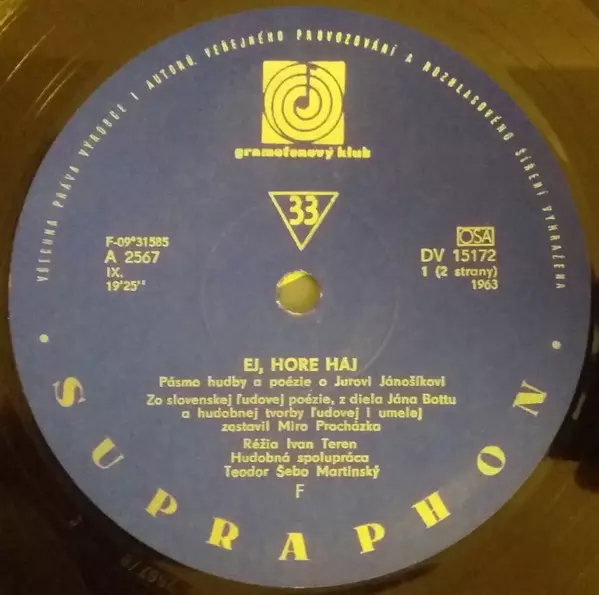 VŠECHNA PRÁVA VÝROBCE I AUTORŮ VEŘEJNÉHO PROVOZOVÁNÍ A ROZHLASOVÉHO ŠÍŘENÍ VYHRAŽENA
gramofonový klub
33
F-09*31585
A 2567
IX.
19'25''
OSA
DV 15172
1 (2 strany)
1963
EJ, HORE HAJ
Pásmo hudby a poézie o Jurovi Jánošíkovi
Zo slovenskej ľudovej poézie, z diela Jána Bottu
a hudobnej tvorby ľudovej i umelej
zostavil Miro Procházka
Réžia Ivan Teren
Hudobná spolupráca
Teodor Šebo Martinský
F
SUPRAPHON